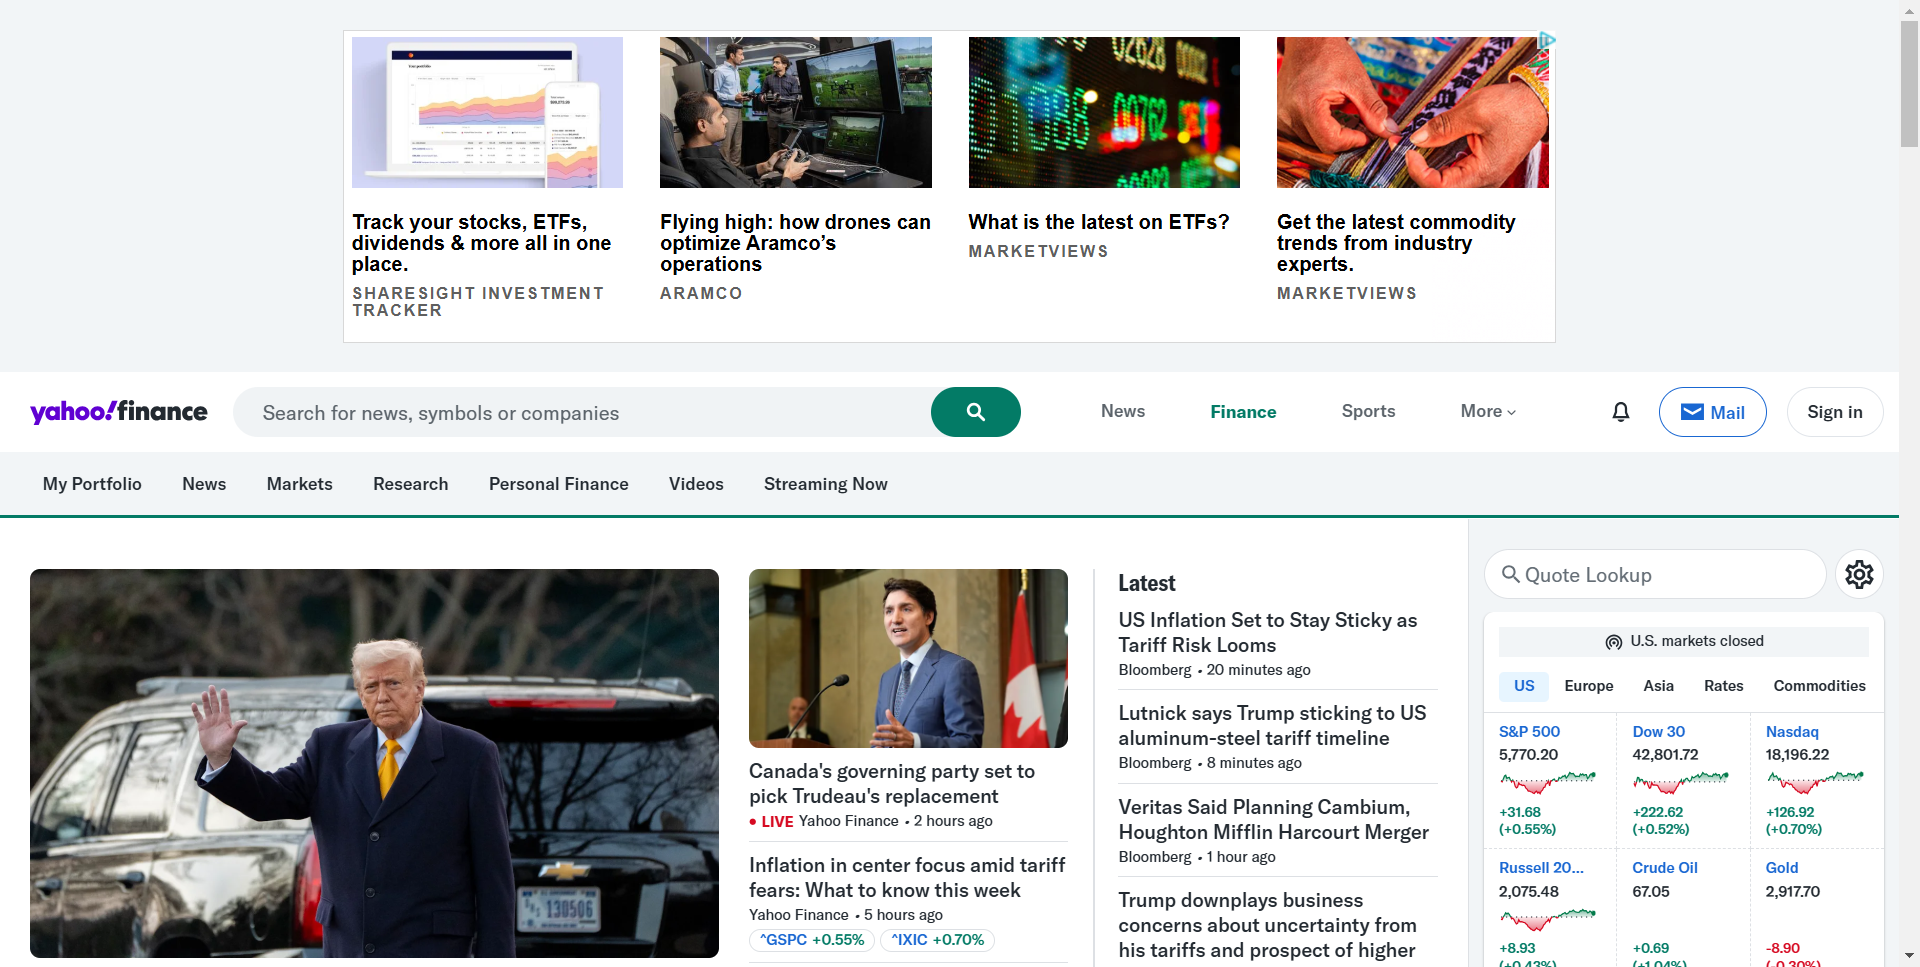 Track your stocks, ETFs,
dividends & more all in one
place.
SHARESIGHT INVESTMENT
TRACKER
Flying high: how drones can
optimize Aramco’s
operations
ARAMCO
What is the latest on ETFs?
MARKETVIEWS
Get the latest commodity
trends from industry
experts.
MARKETVIEWS
yahoo!finance
Search for news, symbols or companies
News
Finance
Sports
More
Mail
Sign in
My Portfolio
News
Markets
Research
Personal Finance
Videos
Streaming Now
130506
Canada's governing party set to
pick Trudeau's replacement
• LIVE Yahoo Finance • 2 hours ago
Inflation in center focus amid tariff
fears: What to know this week
Yahoo Finance • 5 hours ago
^GSPC +0.55% ^IXIC +0.70%
Latest
US Inflation Set to Stay Sticky as
Tariff Risk Looms
Bloomberg • 20 minutes ago
Lutnick says Trump sticking to US
aluminum-steel tariff timeline
Bloomberg • 8 minutes ago
Veritas Said Planning Cambium,
Houghton Mifflin Harcourt Merger
Bloomberg • 1 hour ago
Trump downplays business
concerns about uncertainty from
his tariffs and prospect of higher
Quote Lookup
U.S. markets closed
US Europe Asia Rates Commodities
S&P 500
5,770.20
+31.68
(+0.55%)
Dow 30
42,801.72
+222.62
(+0.52%)
Nasdaq
18,196.22
+126.92
(+0.70%)
Russell 20...
2,075.48
+8.93
(+0.43%)
Crude Oil
67.05
+0.69
(+1.04%)
Gold
2,917.70
-8.90
(-0.30%)